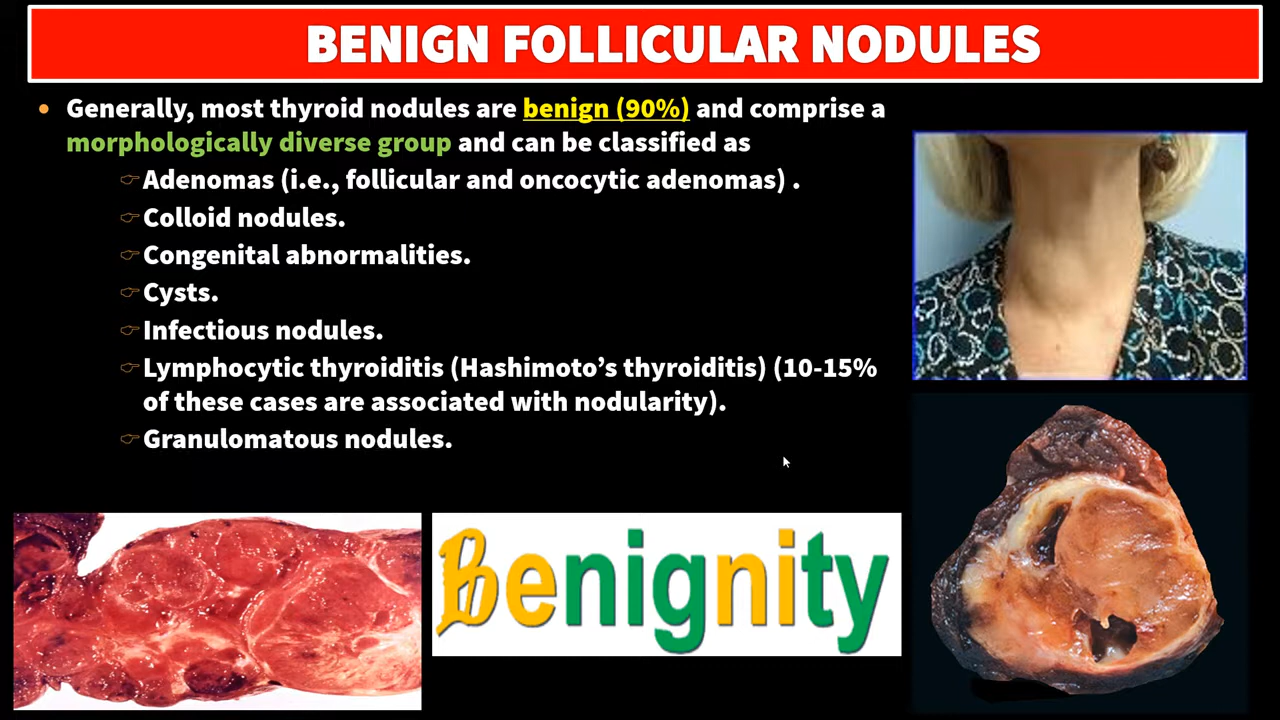 BENIGN FOLLICULAR NODULES
• Generally, most thyroid nodules are benign (90%) and comprise a
morphologically diverse group and can be classified as
☞ Adenomas (i.e., follicular and oncocytic adenomas) .
☞ Colloid nodules.
☞ Congenital abnormalities.
☞ Cysts.
☞ Infectious nodules.
☞ Lymphocytic thyroiditis (Hashimoto’s thyroiditis) (10-15%
of these cases are associated with nodularity).
☞ Granulomatous nodules.
Benignity